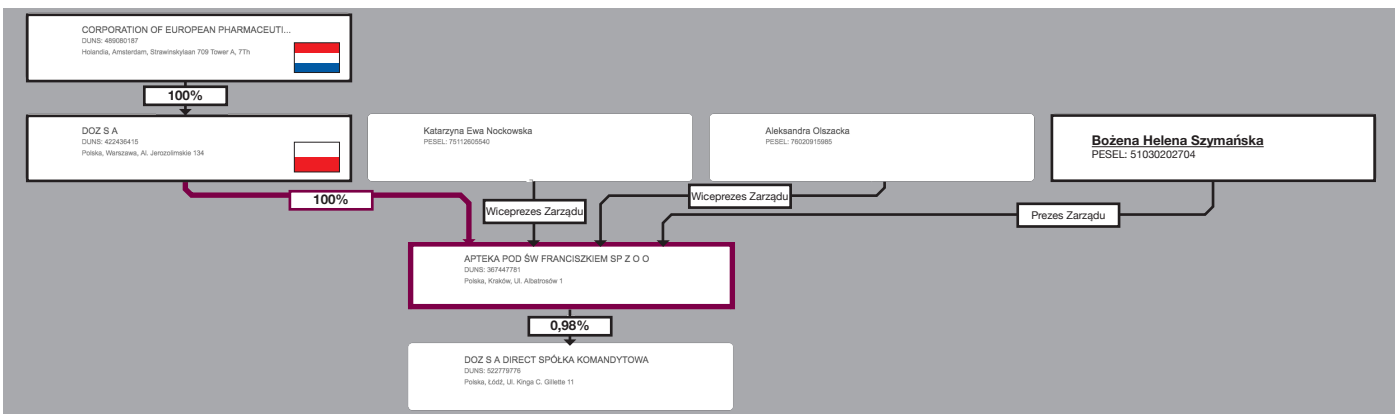 CORPORATION OF EUROPEAN PHARMACEUTI...
DUNS: 489080187
Holandia, Amsterdam, Strawinskylaan 709 Tower A, 7Th
100%
DOZ S A
DUNS: 422436415
Polska, Warszawa, Al. Jerozolimskie 134
Katarzyna Ewa Nockowska
PESEL: 75112605540
Aleksandra Olszacka
PESEL: 76020915985
Bożena Helena Szymańska
PESEL: 51030202704
100%
Wiceprezes Zarządu
Wiceprezes Zarządu
Prezes Zarządu
APTEKA POD ŚW FRANCISZKIEM SP Z O O
DUNS: 367447781
Polska, Kraków, Ul. Albatrosów 1
0,98%
DOZ S A DIRECT SPÓŁKA KOMANDYTOWA
DUNS: 522779776
Polska, Łódź, Ul. Kinga C. Gillette 11